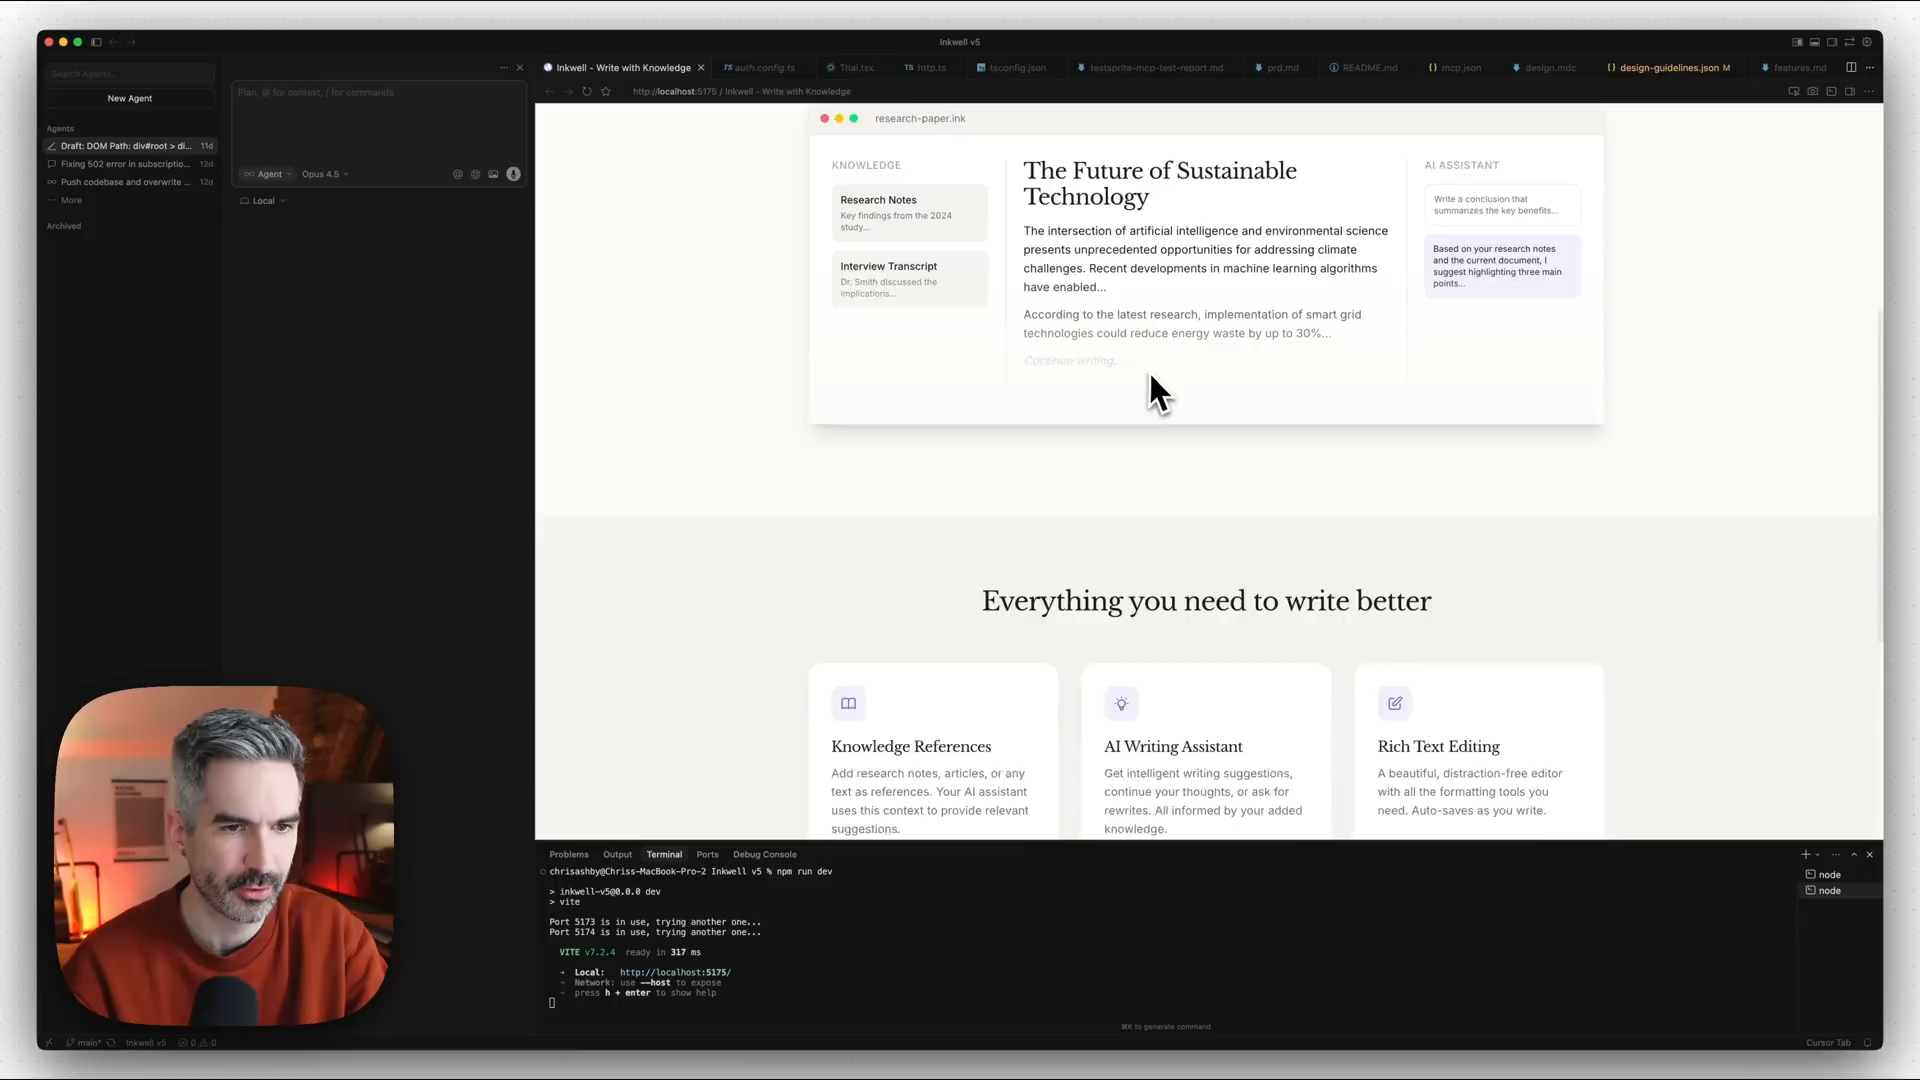 Inkwell v5
Search Agents...
New Agent
Agents
Draft: DOM Path: div#root > di... 11d
Fixing 502 error in subscriptio... 12d
Push codebase and overwrite ... 12d
More
Archived
Plan, @ for context, / for commands
Agent
Opus 4.5
Local
Inkwell - Write with Knowledge
TS auth.config.ts
Trial.tsx
TS http.ts
tsconfig.json
testsprite-mcp-test-report.md
prd.md
README.md
{} mcp.json
design.mdc
{} design-guidelines.json M
features.md
http://localhost:5175 / Inkwell - Write with Knowledge
research-paper.ink
KNOWLEDGE
Research Notes
Key findings from the 2024
study...
Interview Transcript
Dr. Smith discussed the
implications...
The Future of Sustainable
Technology
The intersection of artificial intelligence and environmental science
presents unprecedented opportunities for addressing climate
challenges. Recent developments in machine learning algorithms
have enabled...
According to the latest research, implementation of smart grid
technologies could reduce energy waste by up to 30%...
Continue writing...
AI ASSISTANT
Write a conclusion that
summarizes the key benefits...
Based on your research notes
and the current document, I
suggest highlighting three main
points...
Everything you need to write better
Knowledge References
Add research notes, articles, or any
text as references. Your AI assistant
uses this context to provide relevant
suggestions.
AI Writing Assistant
Get intelligent writing suggestions,
continue your thoughts, or ask for
rewrites. All informed by your added
knowledge.
Rich Text Editing
A beautiful, distraction-free editor
with all the formatting tools you
need. Auto-saves as you write.
Problems Output Terminal Ports Debug Console
chrisashby@Chriss-MacBook-Pro-2 Inkwell v5 % npm run dev
> inkwell-v5@0.0.0 dev
> vite
Port 5173 is in use, trying another one...
Port 5174 is in use, trying another one...
VITE v7.2.4 ready in 317 ms
➜ Local: http://localhost:5175/
➜ Network: use --host to expose
➜ press h + enter to show help
node
node
⌘K to generate command
main*
Inkwell v5
0 0
Cursor Tab